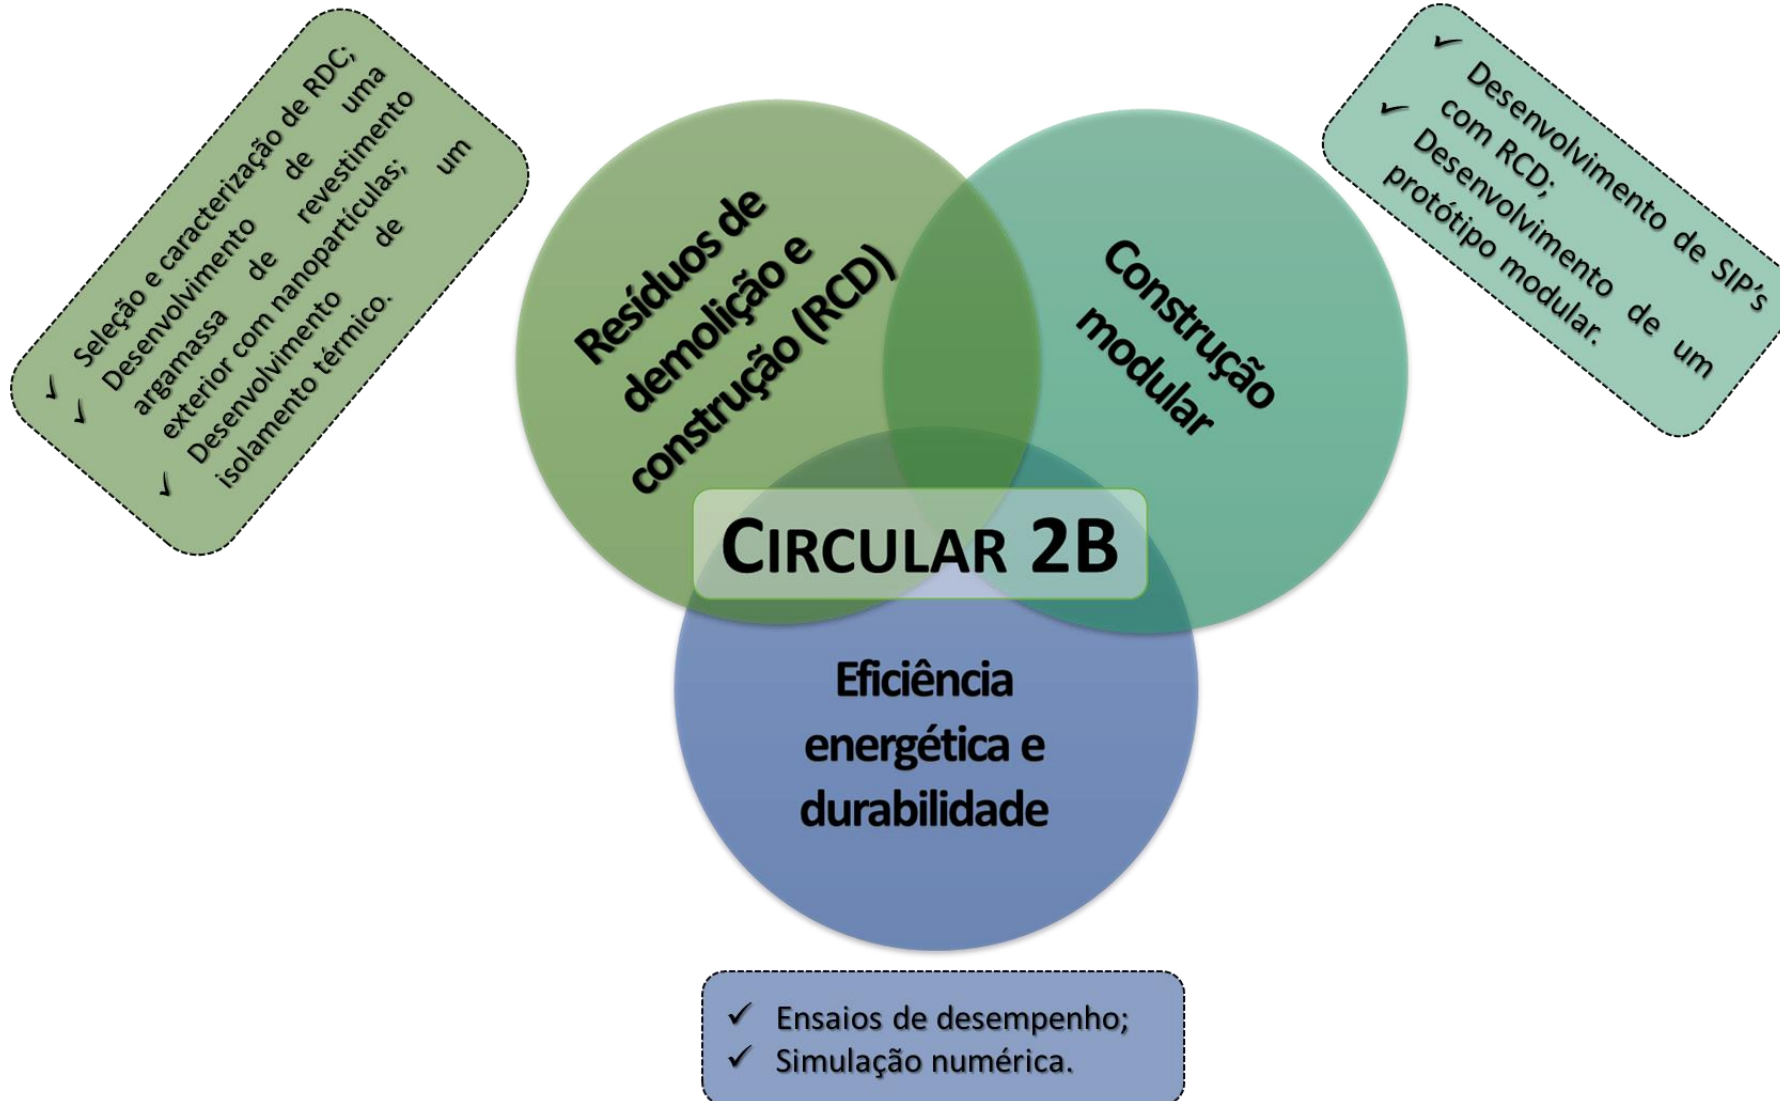 Seleção e caracterização de RDC;
Desenvolvimento de uma
argamassa de revestimento
exterior com nanopartículas;
Desenvolvimento de um
isolamento térmico.
Resíduos de
demolição e
construção (RCD)
Construção
modular
Desenvolvimento de SIP's
com RCD;
Desenvolvimento de um
protótipo modular.
CIRCULAR 2B
Eficiência
energética e
durabilidade
Ensaios de desempenho;
Simulação numérica.